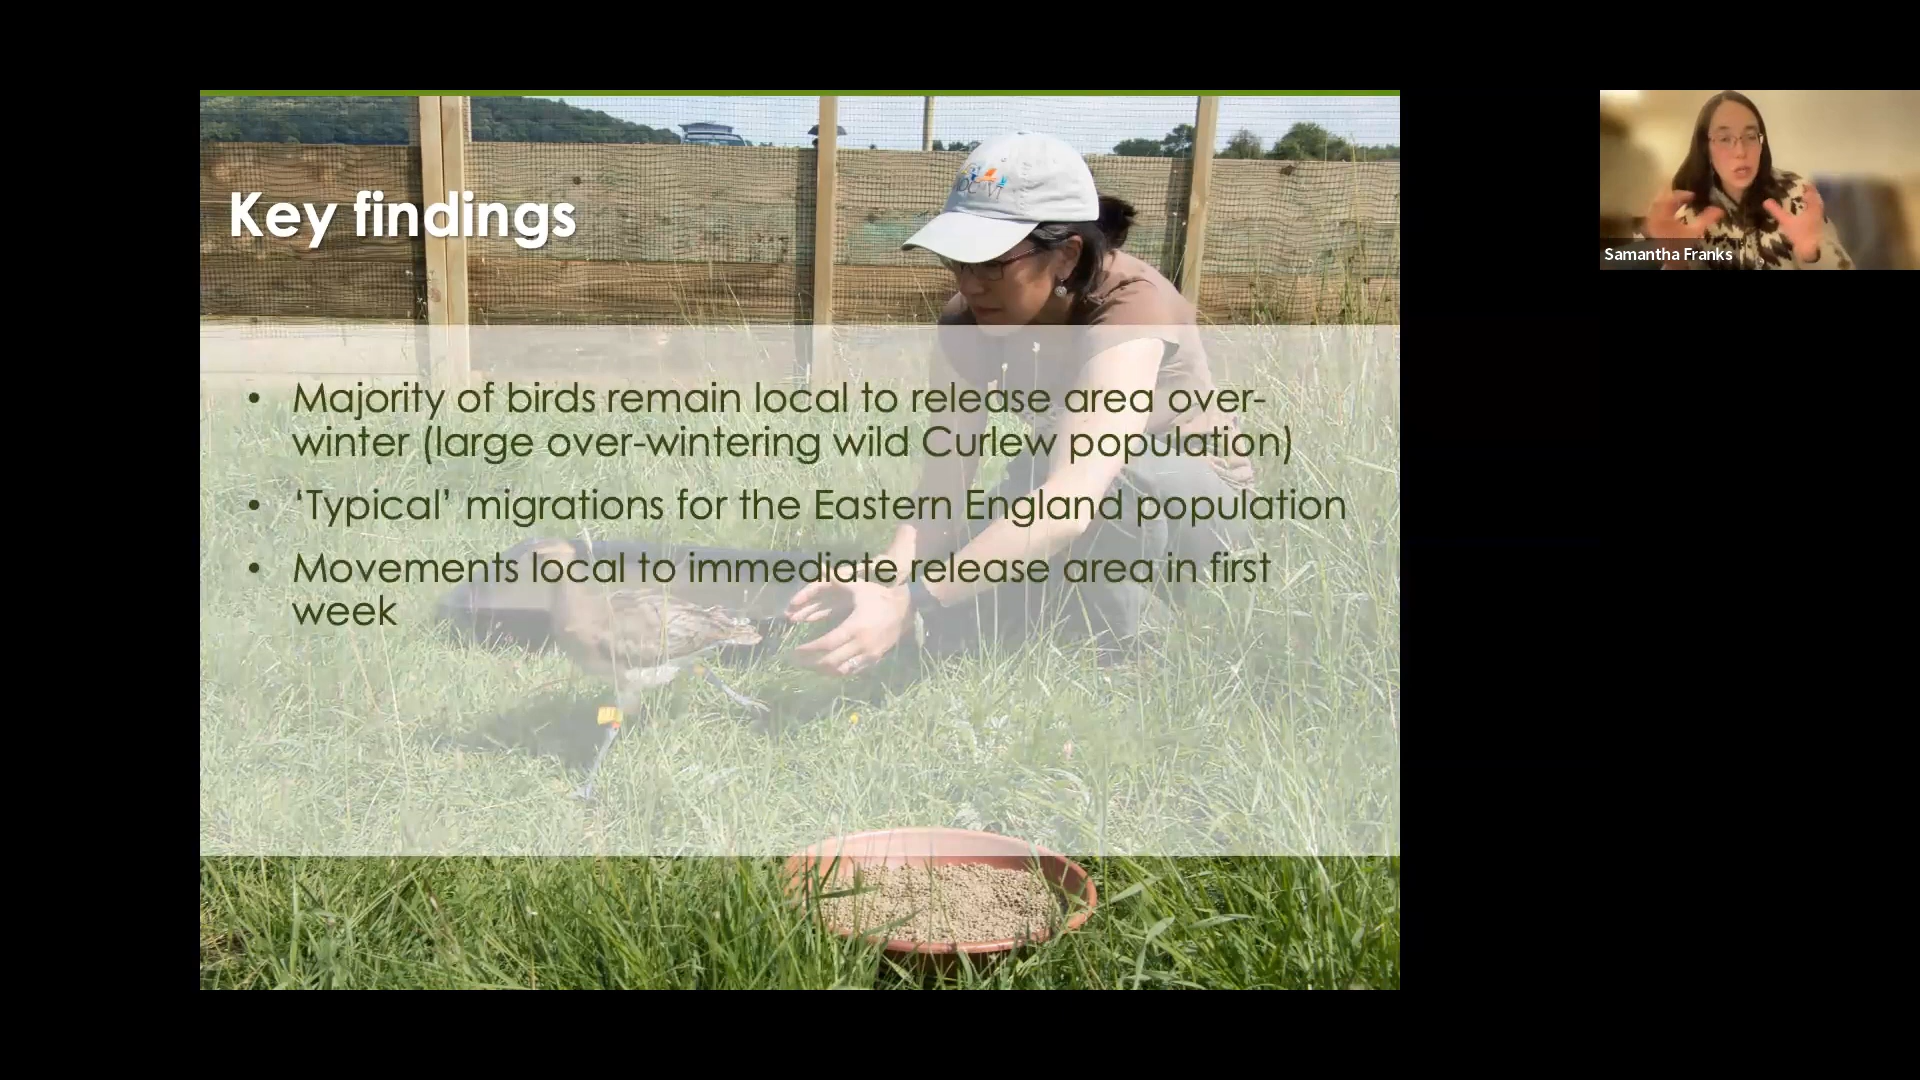 Key findings
• Majority of birds remain local to release area over-
winter (large over-wintering wild Curlew population)
• ‘Typical’ migrations for the Eastern England population
• Movements local to immediate release area in first
week
Samantha Franks